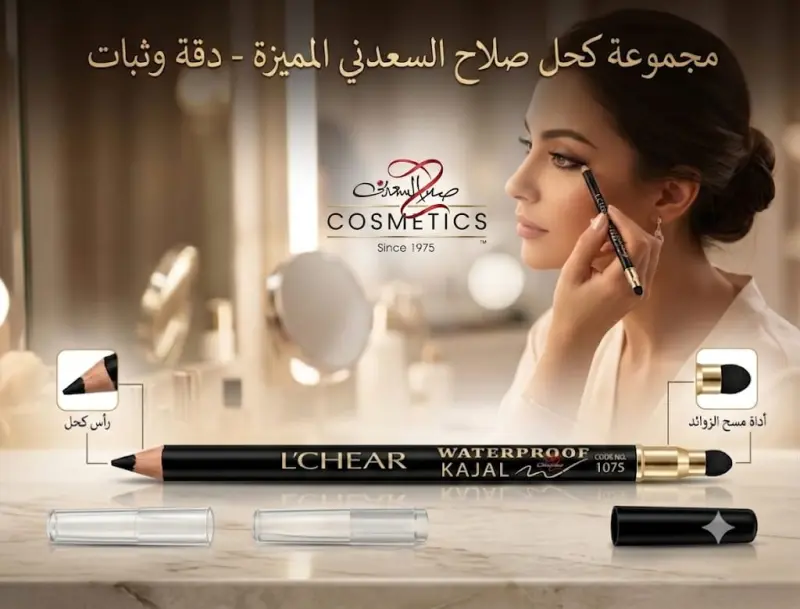 مجموعة كحل صلاح السعدني المميزة - دقة وثبات
صلاح السعدني
COSMETICS
TM
Since 1975
رأس كحل
أداة مسح الزوائد
L'CHEAR
WATERPROOF
KAJAL
CODE NO.
1075